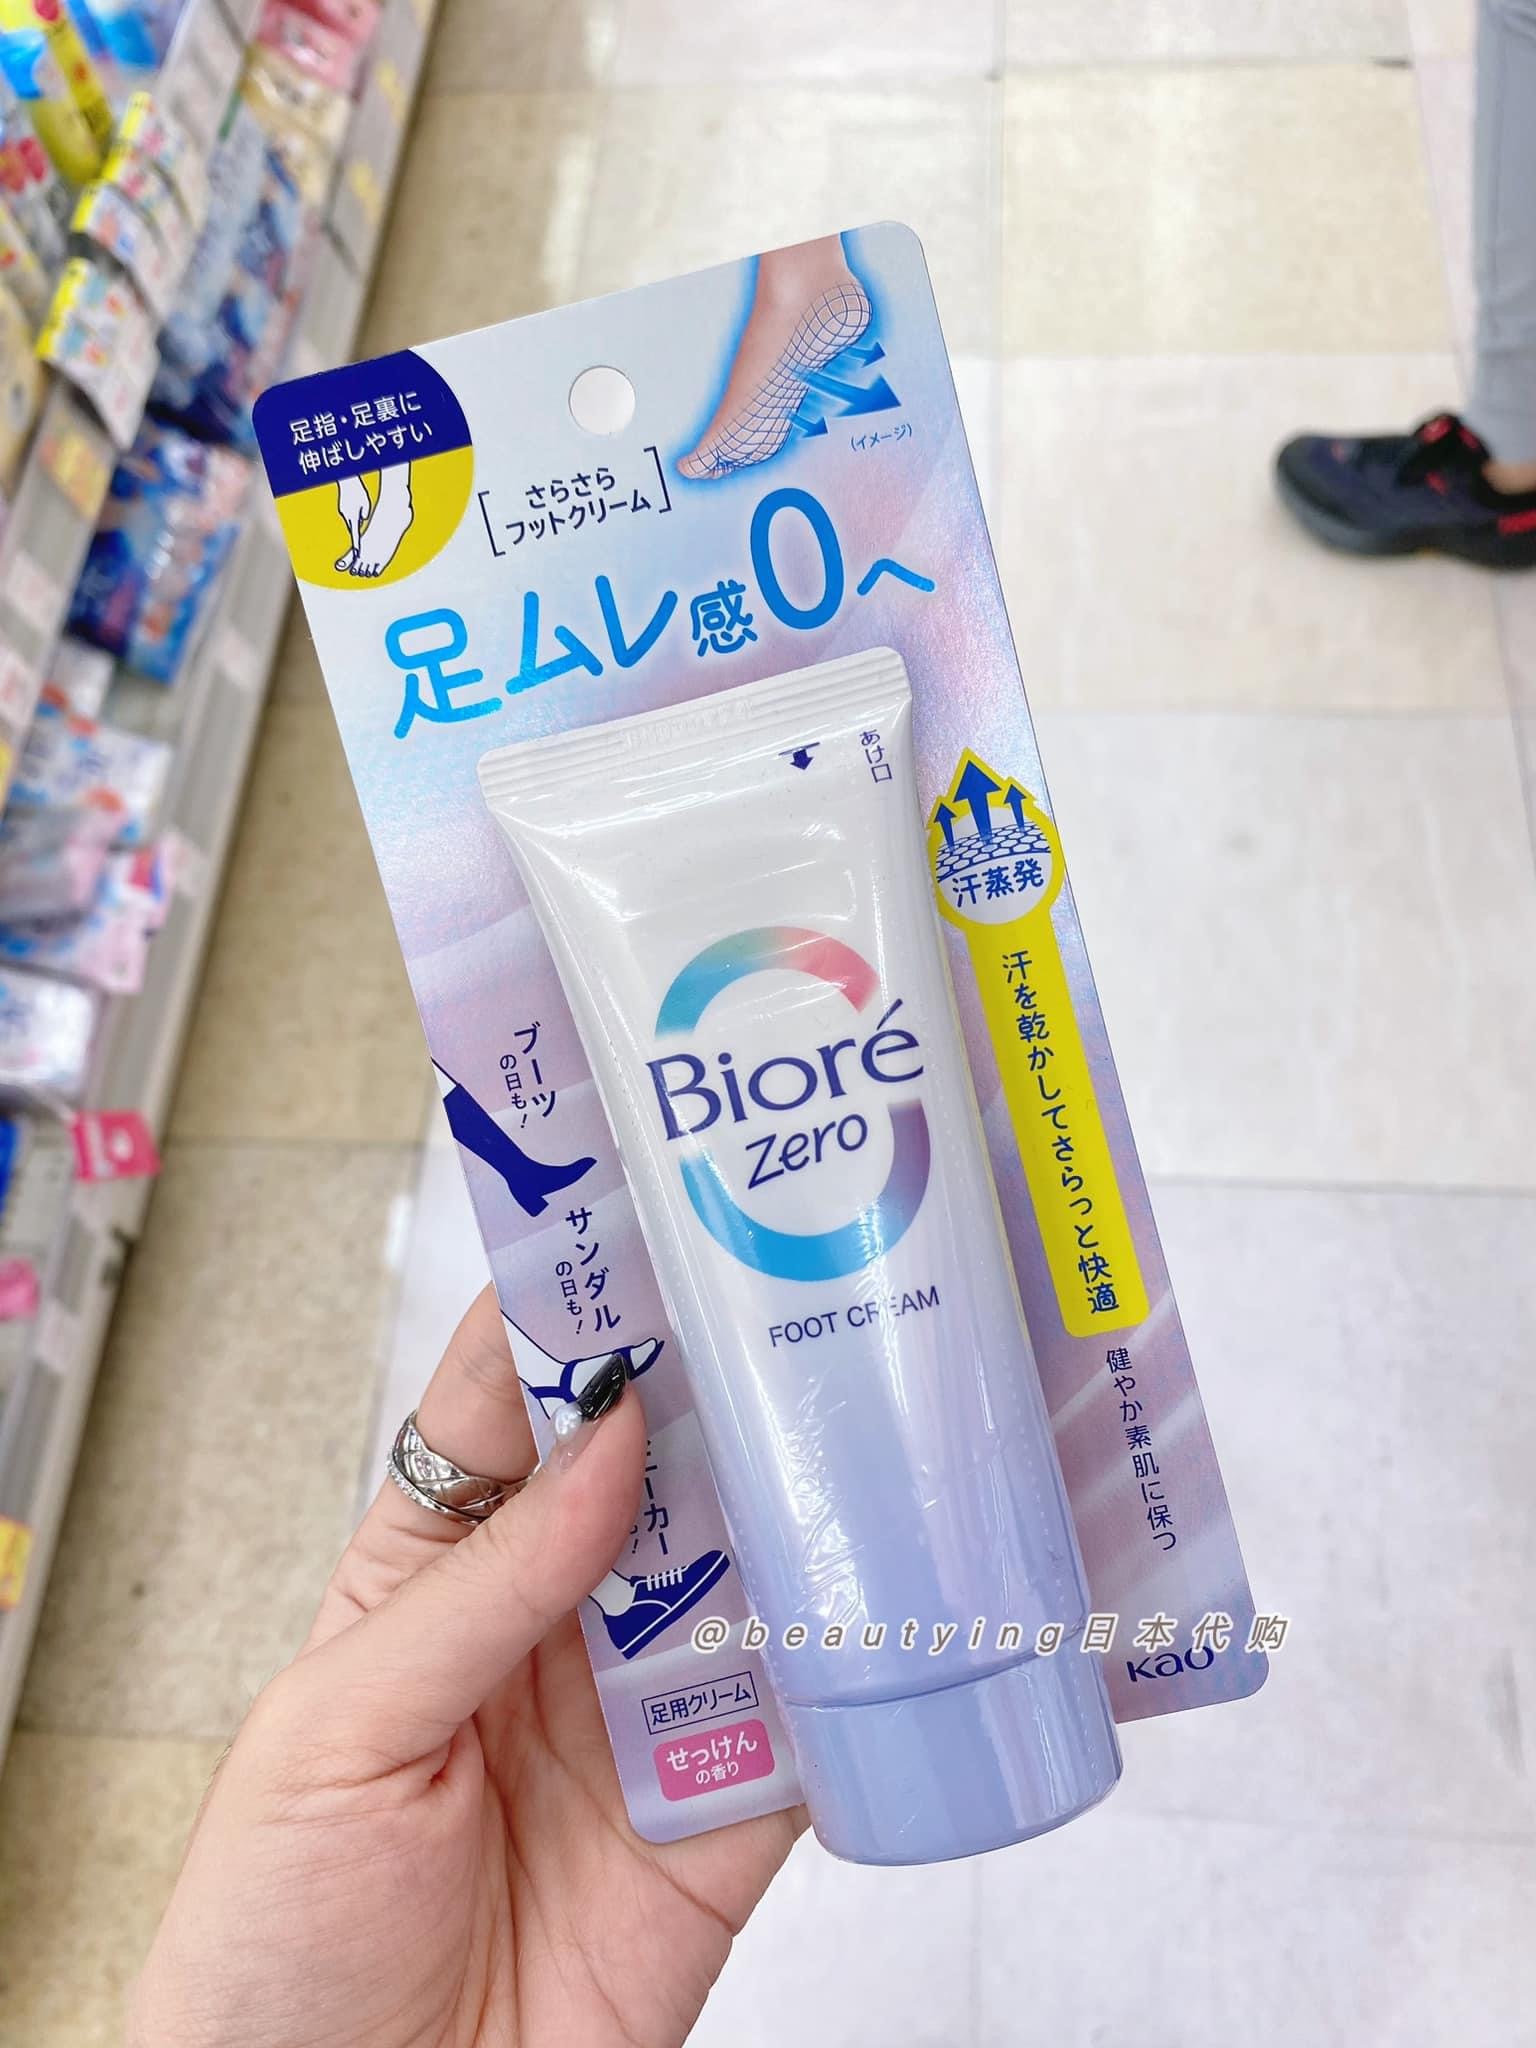 足指・足裏に
伸ばしやすい
さらさら
フットクリーム
(イメージ)
足ムレ感0へ
あけ口
汗蒸発
汗を乾かしてさらっと快適
健やか素肌に保つ
ブーツ
の日も!
サンダル
の日も!
ニーカー
!
Bioré
zero
FOOT CREAM
@beautying日本代购
Kao
足用クリーム
せっけん
の香り